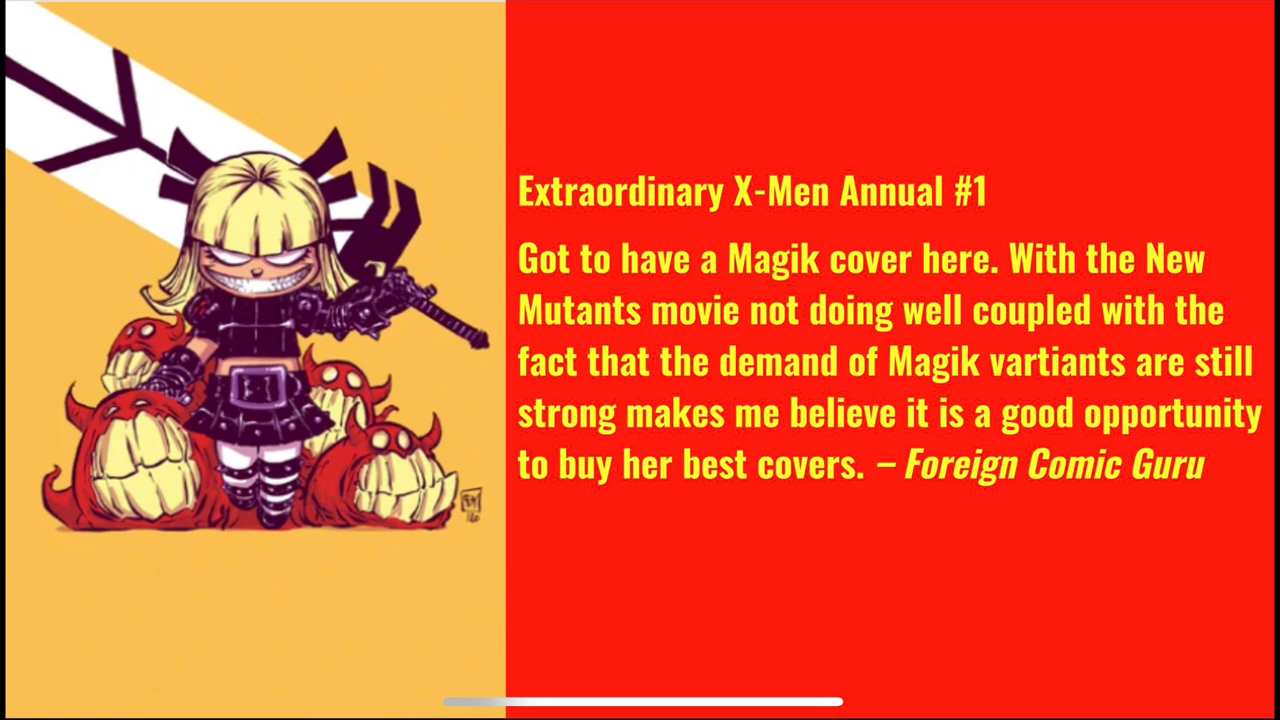 Extraordinary X-Men Annual #1
Got to have a Magik cover here. With the New
Mutants movie not doing well coupled with the
fact that the demand of Magik vartiants are still
strong makes me believe it is a good opportunity
to buy her best covers. – Foreign Comic Guru